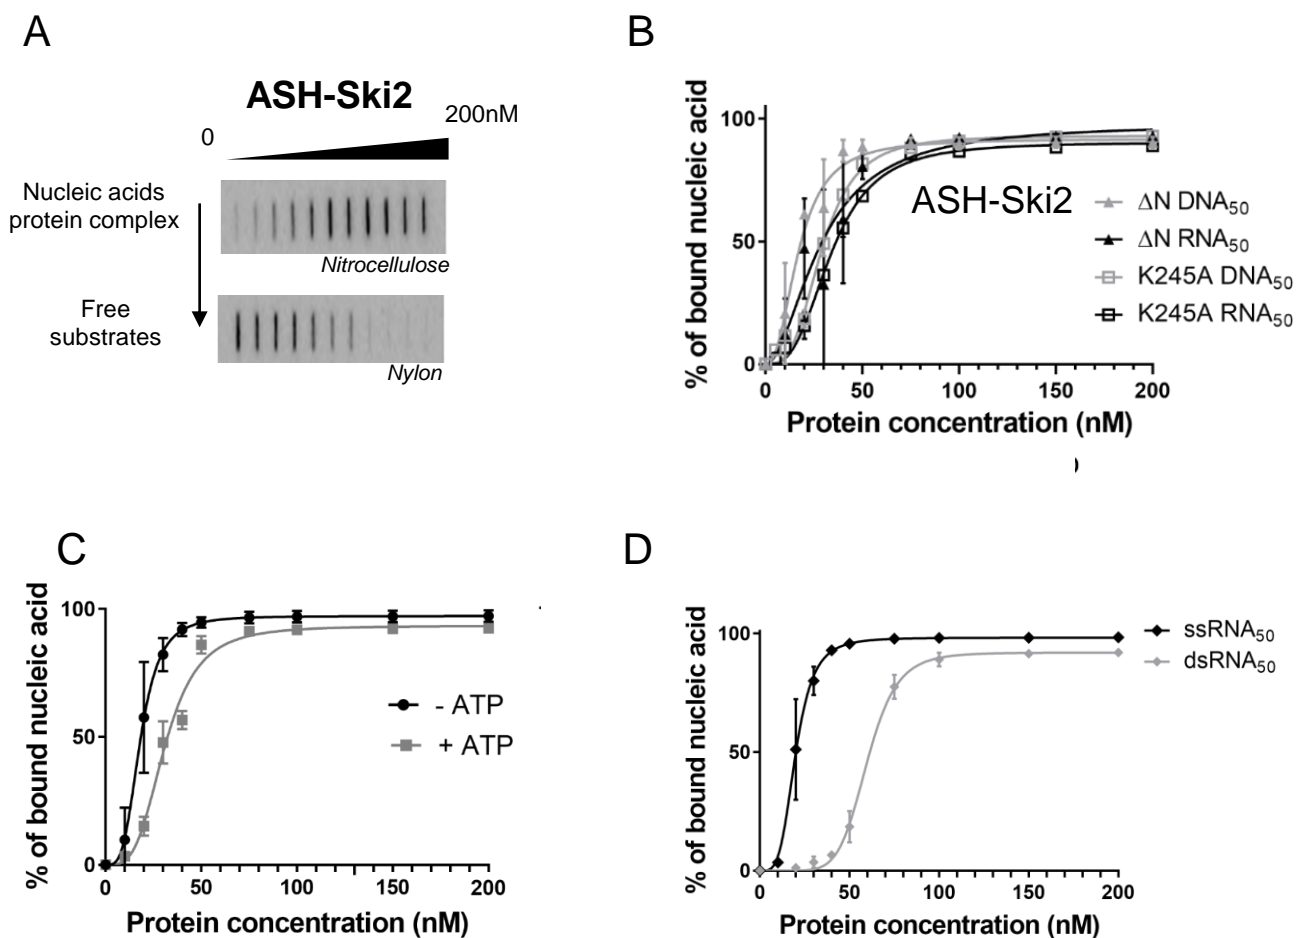 A
ASH-Ski2
0
200nM
Nucleic acids
protein complex
Nitrocellulose
Free
substrates
Nylon
B
% of bound nucleic acid
100
50
0
0 50 100 150 200
Protein concentration (nM)
ASH-Ski2
ΔN DNA₅₀
ΔN RNA₅₀
K245A DNA₅₀
K245A RNA₅₀
C
% of bound nucleic acid
100
50
0
0 50 100 150 200
Protein concentration (nM)
- ATP
+ ATP
D
% of bound nucleic acid
100
50
0
0 50 100 150 200
Protein concentration (nM)
ssRNA₅₀
dsRNA₅₀